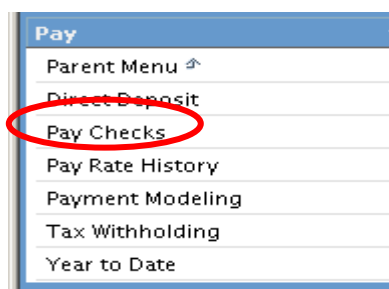 Pay
Parent Menu
Direct Deposit
Pay Checks
Pay Rate History
Payment Modeling
Tax Withholding
Year to Date